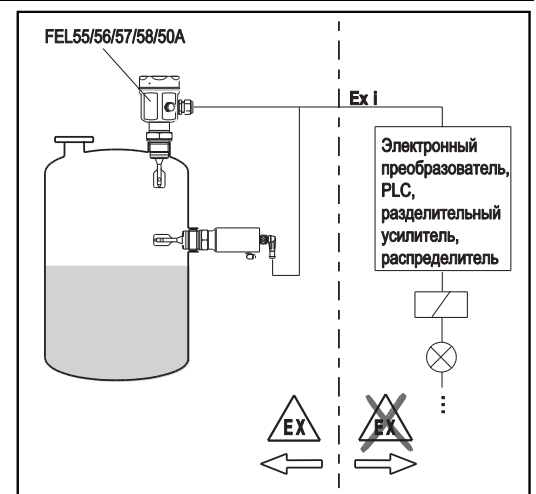 FEL55/56/57/58/50A
Ex i
Электронный
преобразователь,
PLC,
разделительный
усилитель,
распределитель
EX
EX